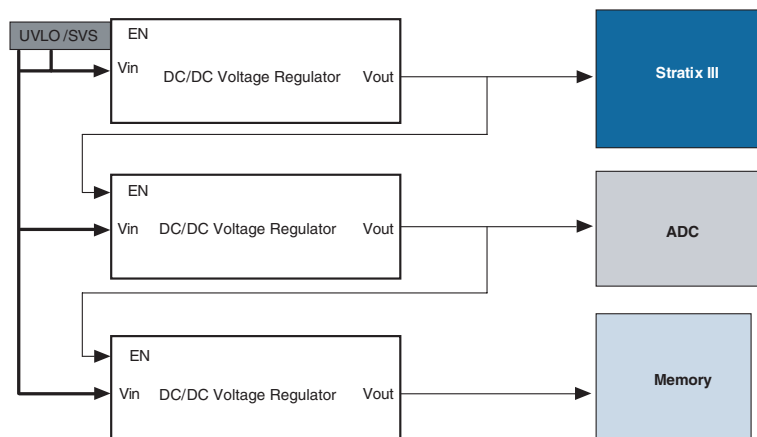 UVLO/SVS
EN
Vin
DC/DC Voltage Regulator
Vout
Stratix III
EN
Vin
DC/DC Voltage Regulator
Vout
ADC
EN
Vin
DC/DC Voltage Regulator
Vout
Memory